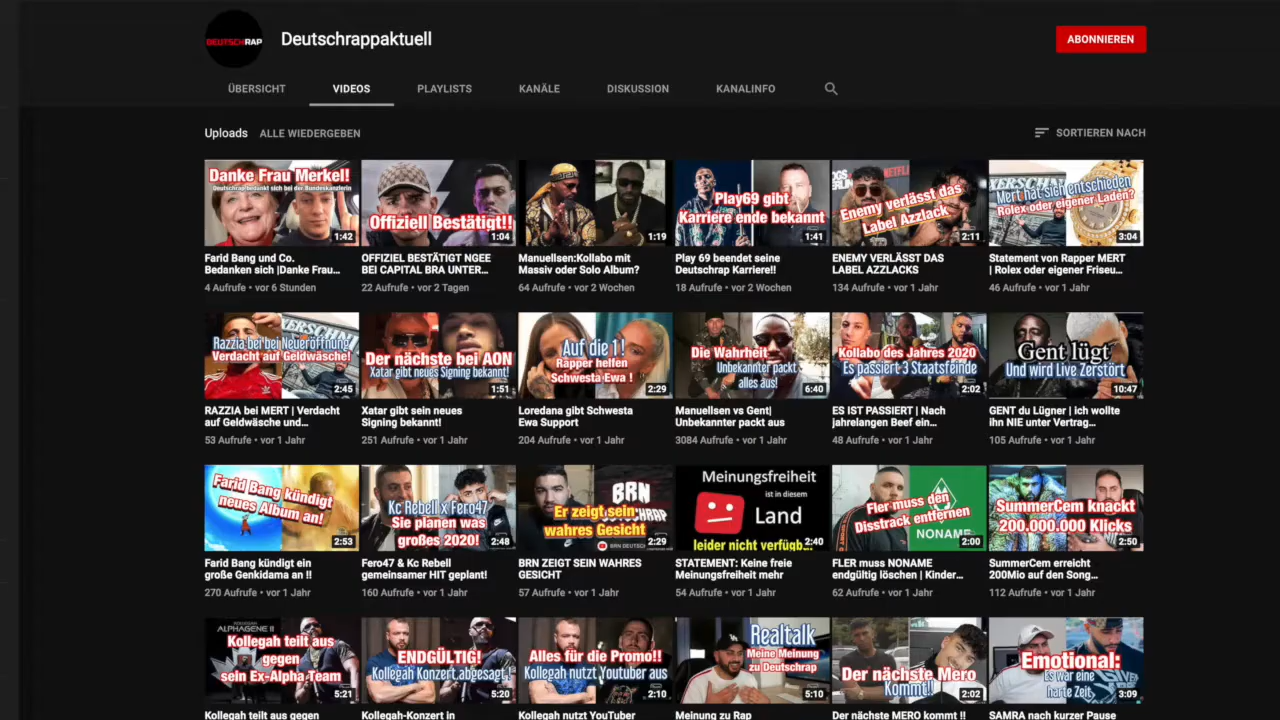 DEUTSCHRAP
Deutschrappaktuell
ABONNIEREN
ÜBERSICHT
VIDEOS
PLAYLISTS
KANÄLE
DISKUSSION
KANALINFO
Uploads
ALLE WIEDERGEBEN
SORTIEREN NACH
Danke Frau Merkel!
Deutschrap bedankt sich bei der Bundeskanzlerin
1:42
Farid Bang und Co.
Bedanken sich |Danke Frau...
4 Aufrufe • vor 6 Stunden
Offiziell Bestätigt!!
1:04
OFFIZIELL BESTÄTIGT NGEE
BEI CAPITAL BRA UNTER...
22 Aufrufe • vor 2 Tagen
1:19
Manuellsen:Kollabo mit
Massiv oder Solo Album?
64 Aufrufe • vor 2 Wochen
Play69 gibt
Karriere ende bekannt
1:41
Play 69 beendet seine
Deutschrap Karriere!!
18 Aufrufe • vor 2 Wochen
NETFLIX
Enemy verlässt das
Label Azzlack
2:11
ENEMY VERLÄSST DAS
LABEL AZZLACKS
134 Aufrufe • vor 1 Jahr
Mert hat sich entschieden
Rolex oder eigener Laden?
3:04
Statement von Rapper MERT
| Rolex oder eigener Friseu...
46 Aufrufe • vor 1 Jahr
Razzia bei bei Neueröffnung
Verdacht auf Geldwäsche!
2:45
RAZZIA bei MERT | Verdacht
auf Geldwäsche und...
53 Aufrufe • vor 1 Jahr
Der nächste bei AON
Xatar gibt neues Signing bekannt!
1:51
Xatar gibt sein neues
Signing bekannt!
251 Aufrufe • vor 1 Jahr
Auf die 1!
Rapper helfen
Schwesta Ewa !
2:29
Loredana gibt Schwesta
Ewa Support
204 Aufrufe • vor 1 Jahr
Die Wahrheit
Unbekannter packt
alles aus!
6:40
Manuellsen vs Gent|
Unbekannter packt aus
3084 Aufrufe • vor 1 Jahr
Kollabo des Jahres 2020
Es passiert 3 Staatsfeinde
2:02
ES IST PASSIERT | Nach
jahrelangen Beef ein...
48 Aufrufe • vor 1 Jahr
Gent lügt
Und wird Live Zerstört
10:47
GENT du Lügner | ich wollte
ihn NIE unter Vertrag...
105 Aufrufe • vor 1 Jahr
Farid Bang kündigt
neues Album an!
2:53
Farid Bang kündigt ein
große Genkidama an !!
270 Aufrufe • vor 1 Jahr
Kc Rebell x Fero47
Sie planen was
großes 2020!
2:48
Fero47 & Kc Rebell
gemeinsamer HIT geplant!
160 Aufrufe • vor 1 Jahr
BRN
Er zeigt sein
wahres Gesicht
2:29
BRN ZEIGT SEIN WAHRES
GESICHT
57 Aufrufe • vor 1 Jahr
Meinungsfreiheit
ist in diesem
Land
leider nicht verfügb..
2:40
STATEMENT: Keine freie
Meinungsfreiheit mehr
54 Aufrufe • vor 1 Jahr
Fler muss den
Disstrack entfernen
NONAME
2:00
FLER muss NONAME
endgültig löschen | Kinder...
62 Aufrufe • vor 1 Jahr
SummerCem knackt
200.000.000 Klicks
2:50
SummerCem erreicht
200Mio auf den Song...
112 Aufrufe • vor 1 Jahr
ALPHAGENE II
Kollegah teilt aus
gegen
sein Ex-Alpha Team
5:21
Kollegah teilt aus gegen
ENDGÜLTIG!
Kollegah Konzert abgesagt!
5:20
Kollegah-Konzert in
Alles für die Promo!!
Kollegah nutzt Youtuber aus
2:10
Kollegah nutzt YouTuber
Realtalk
Meine Meinung
zu Deutschrap
5:10
Meinung zu Rap
Der nächste Mero
Kommt!!
2:02
Der nächste MERO kommt !!
Emotional:
Es war eine
harte Zeit
3:09
SAMRA nach kurzer Pause